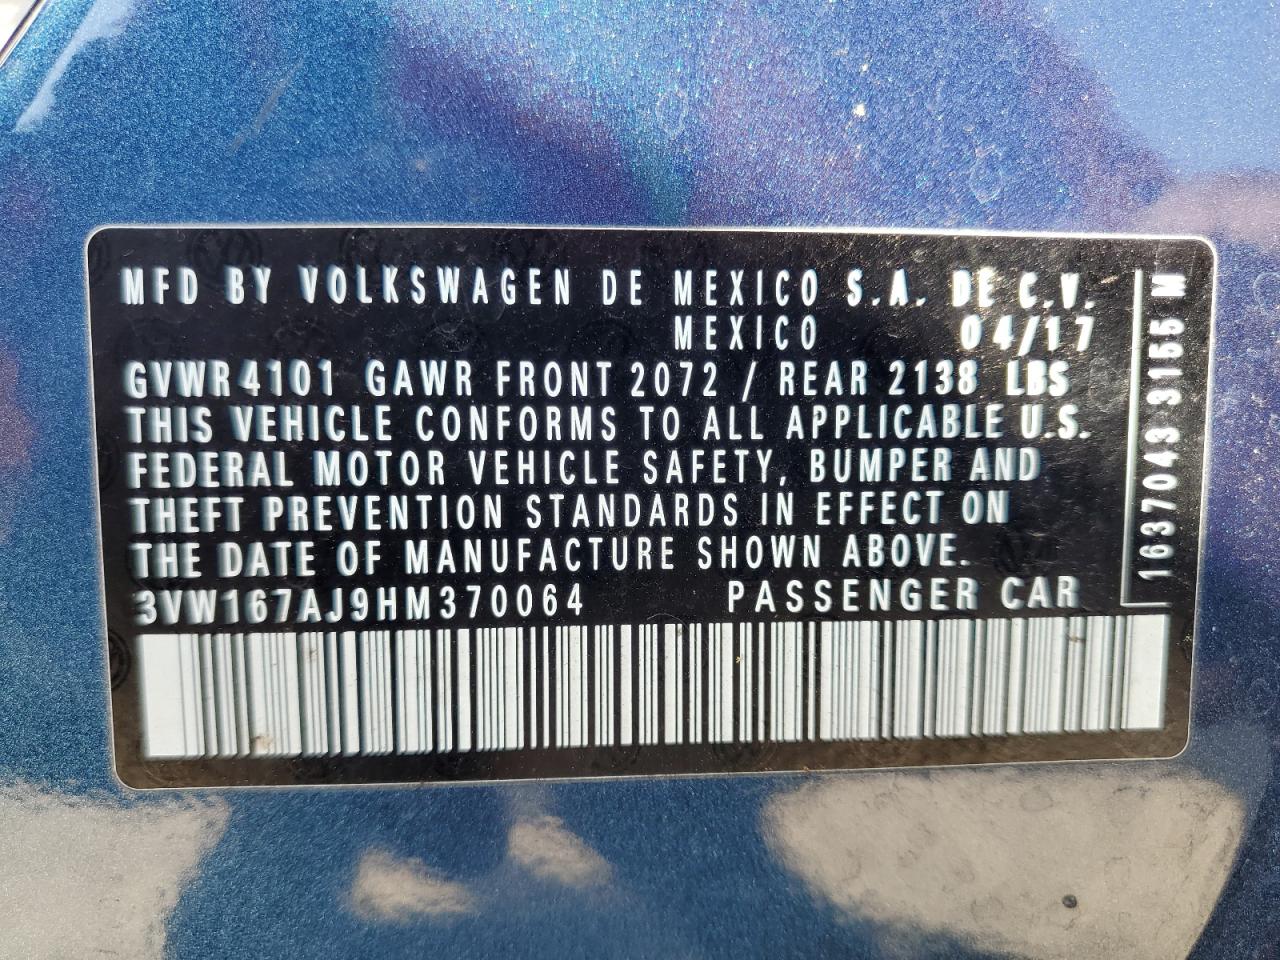 MFD BY VOLKSWAGEN DE MEXICO S.A. DE C.V.
MEXICO 04/17
GVWR 4101 GAWR FRONT 2072 / REAR 2138 LBS
THIS VEHICLE CONFORMS TO ALL APPLICABLE U.S.
FEDERAL MOTOR VEHICLE SAFETY, BUMPER AND
THEFT PREVENTION STANDARDS IN EFFECT ON
THE DATE OF MANUFACTURE SHOWN ABOVE.
3VW167AJ9HM370064 PASSENGER CAR
1637043 3155 M